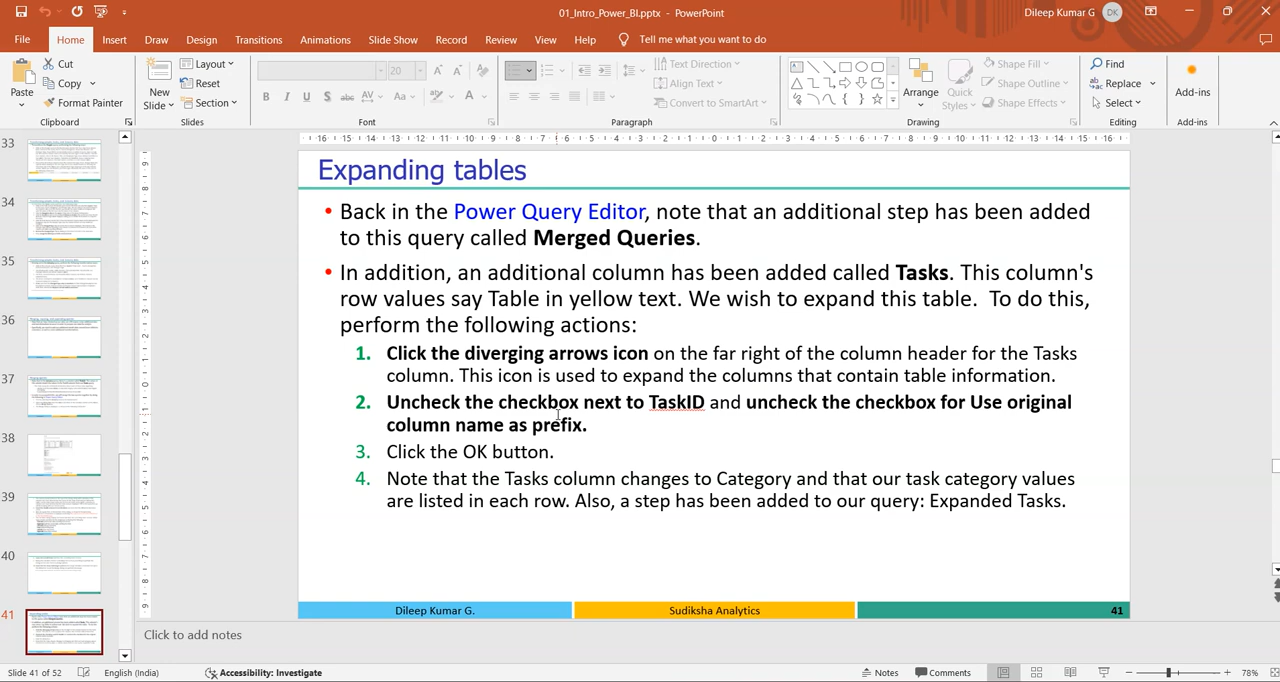 01_Intro_Power_BI.pptx - PowerPoint
Dileep Kumar G DK
File Home Insert Draw Design Transitions Animations Slide Show Record Review View Help Tell me what you want to do
Paste
Cut
Copy
Format Painter
Clipboard
New Slide
Layout
Reset
Section
Slides
20
Font
Text Direction
Align Text
Convert to SmartArt
Paragraph
Arrange
Quick Styles
Shape Fill
Shape Outline
Shape Effects
Drawing
Find
Replace
Select
Editing
Add-ins
Add-ins
33
34
35
36
37
38
39
40
41
Expanding tables
• Back in the Power Query Editor, note that an additional step has been added
to this query called Merged Queries.
• In addition, an additional column has been added called Tasks. This column's
row values say Table in yellow text. We wish to expand this table. To do this,
perform the following actions:
1. Click the diverging arrows icon on the far right of the column header for the Tasks
column. This icon is used to expand the columns that contain table information.
2. Uncheck the checkbox next to TaskID and uncheck the checkbox for Use original
column name as prefix.
3. Click the OK button.
4. Note that the Tasks column changes to Category and that our task category values
are listed in each row. Also, a step has been added to our query: Expanded Tasks.
Dileep Kumar G. Sudiksha Analytics 41
Click to add notes
Slide 41 of 52 English (India) Accessibility: Investigate Notes Comments 78%